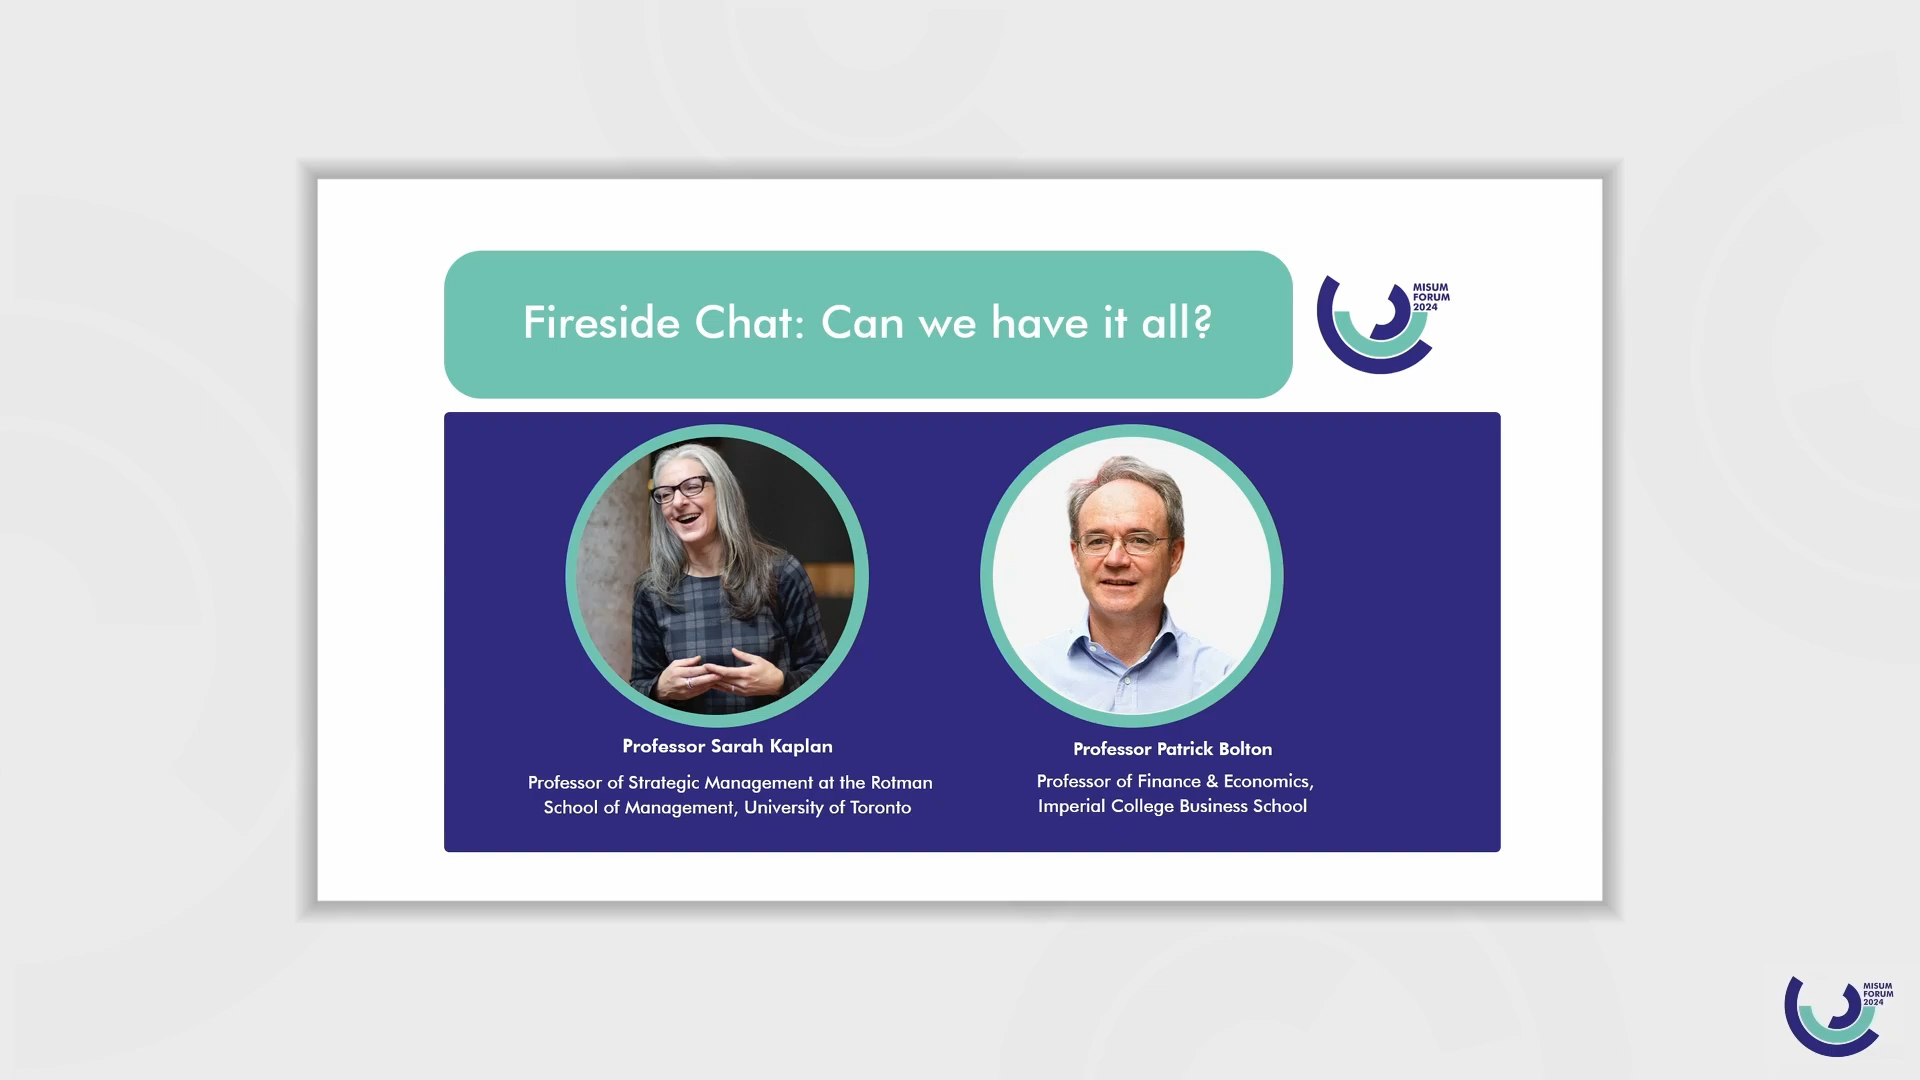 Fireside Chat: Can we have it all?
MISUM
FORUM
2024
Professor Sarah Kaplan
Professor of Strategic Management at the Rotman
School of Management, University of Toronto
Professor Patrick Bolton
Professor of Finance & Economics,
Imperial College Business School
MISUM
FORUM
2024